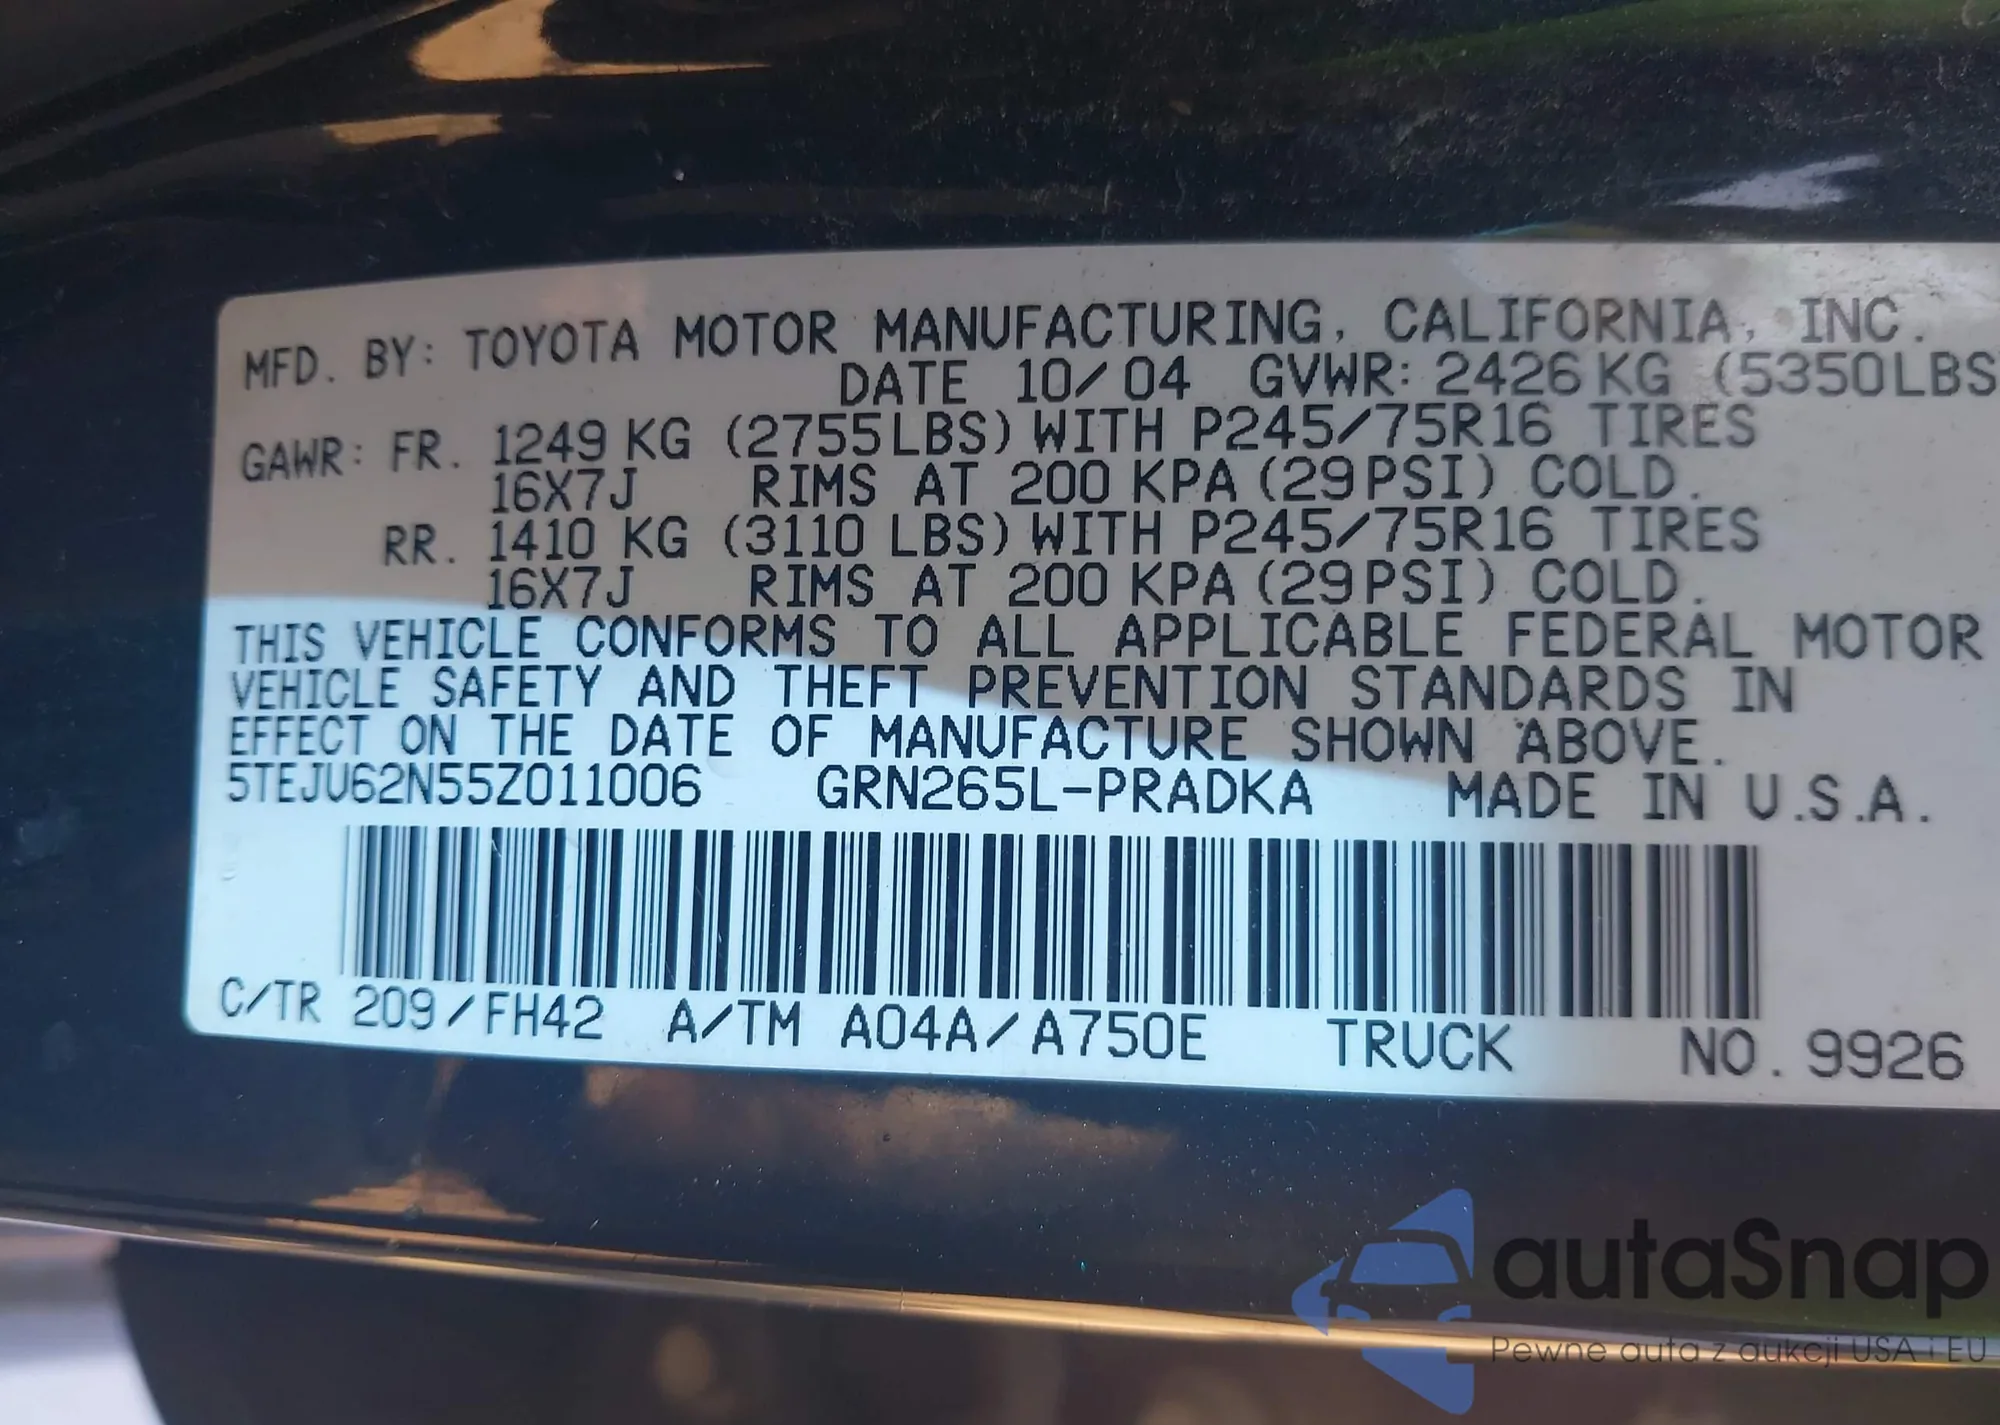 MFD. BY: TOYOTA MOTOR MANUFACTURING, CALIFORNIA, INC.
DATE 10/04 GVWR: 2426KG (5350LBS
GAWR: FR. 1249 KG (2755LBS) WITH P245/75R16 TIRES
16X7J RIMS AT 200 KPA (29PSI) COLD.
RR. 1410 KG (3110 LBS) WITH P245/75R16 TIRES
16X7J RIMS AT 200 KPA (29PSI) COLD.
THIS VEHICLE CONFORMS TO ALL APPLICABLE FEDERAL MOTOR
VEHICLE SAFETY AND THEFT PREVENTION STANDARDS IN
EFFECT ON THE DATE OF MANUFACTURE SHOWN ABOVE.
5TEJU62N55Z011006 GRN265L-PRADKA MADE IN U.S.A.
C/TR 209/FH42 A/TM A04A/A750E TRUCK NO. 9926
autaSnap
Pewne auta z aukcji USA i EU